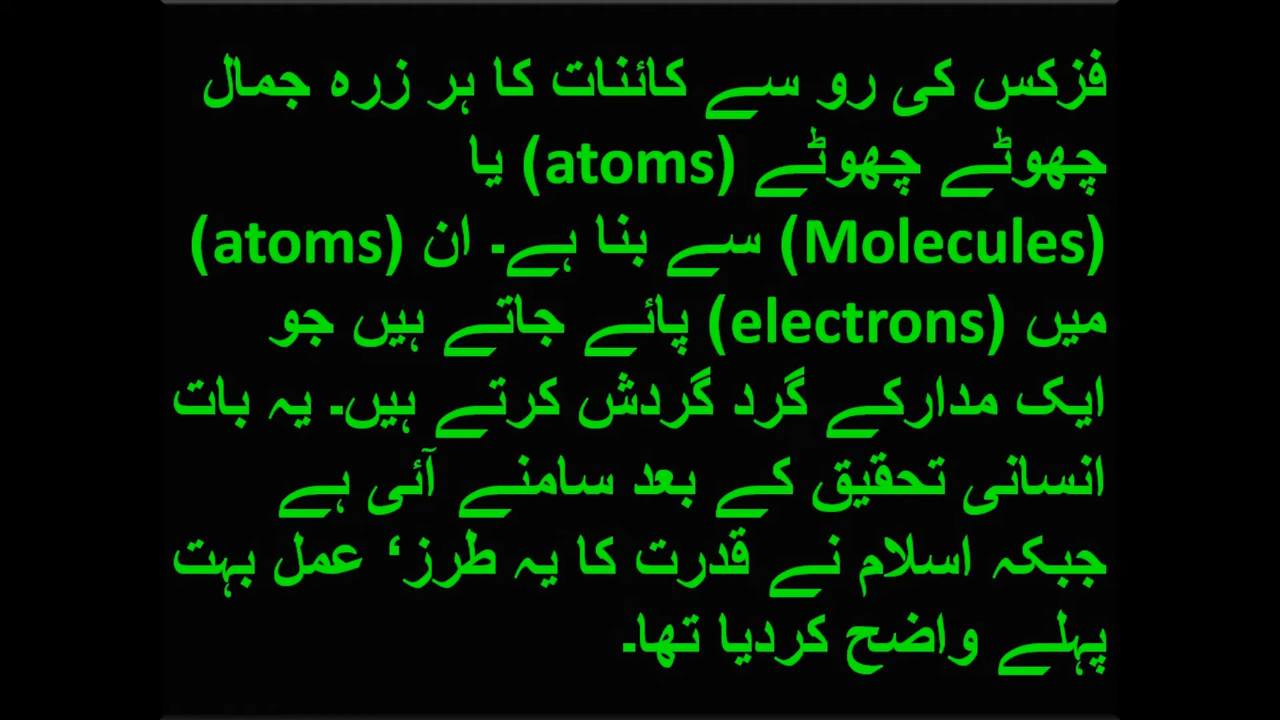 فزکس کی رو سے کائنات کا ہر زرہ جمال
چھوٹے چھوٹے (atoms) یا
(Molecules) سے بنا ہے۔ ان (atoms)
میں (electrons) پائے جاتے ہیں جو
ایک مدارکے گرد گردش کرتے ہیں۔ یہ بات
انسانی تحقیق کے بعد سامنے آئی ہے
جبکہ اسلام نے قدرت کا یہ طرز‘ عمل بہت
پہلے واضح کردیا تھا۔